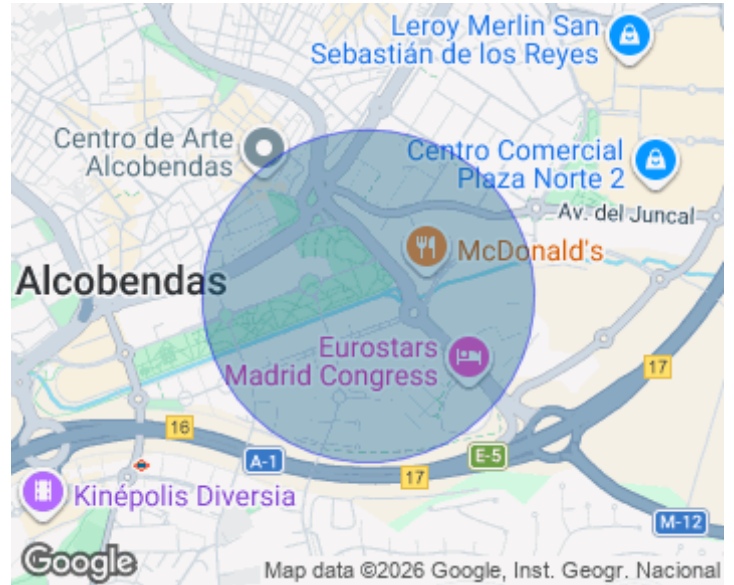 Leroy Merlin San
Sebastián de los Reyes
Centro de Arte
Alcobendas
Centro Comercial
Plaza Norte 2
Av. del Juncal
McDonald's
Alcobendas
Eurostars
Madrid Congress
17
16
A-1
E-5
17
Kinépolis Diversia
M-12
Google
Map data ©2026 Google, Inst. Geogr. Nacional